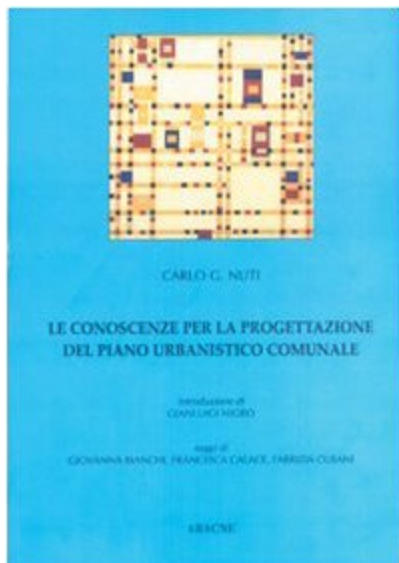 CARLO G. NUTI
LE CONOSCENZE PER LA PROGETTAZIONE
DEL PIANO URBANISTICO COMUNALE
introduzione di
GIANLUIGI NIGRO
saggi di
GIOVANNA BIANCHI, FRANCESCA CALACE, FABRIZIA
ARACNE